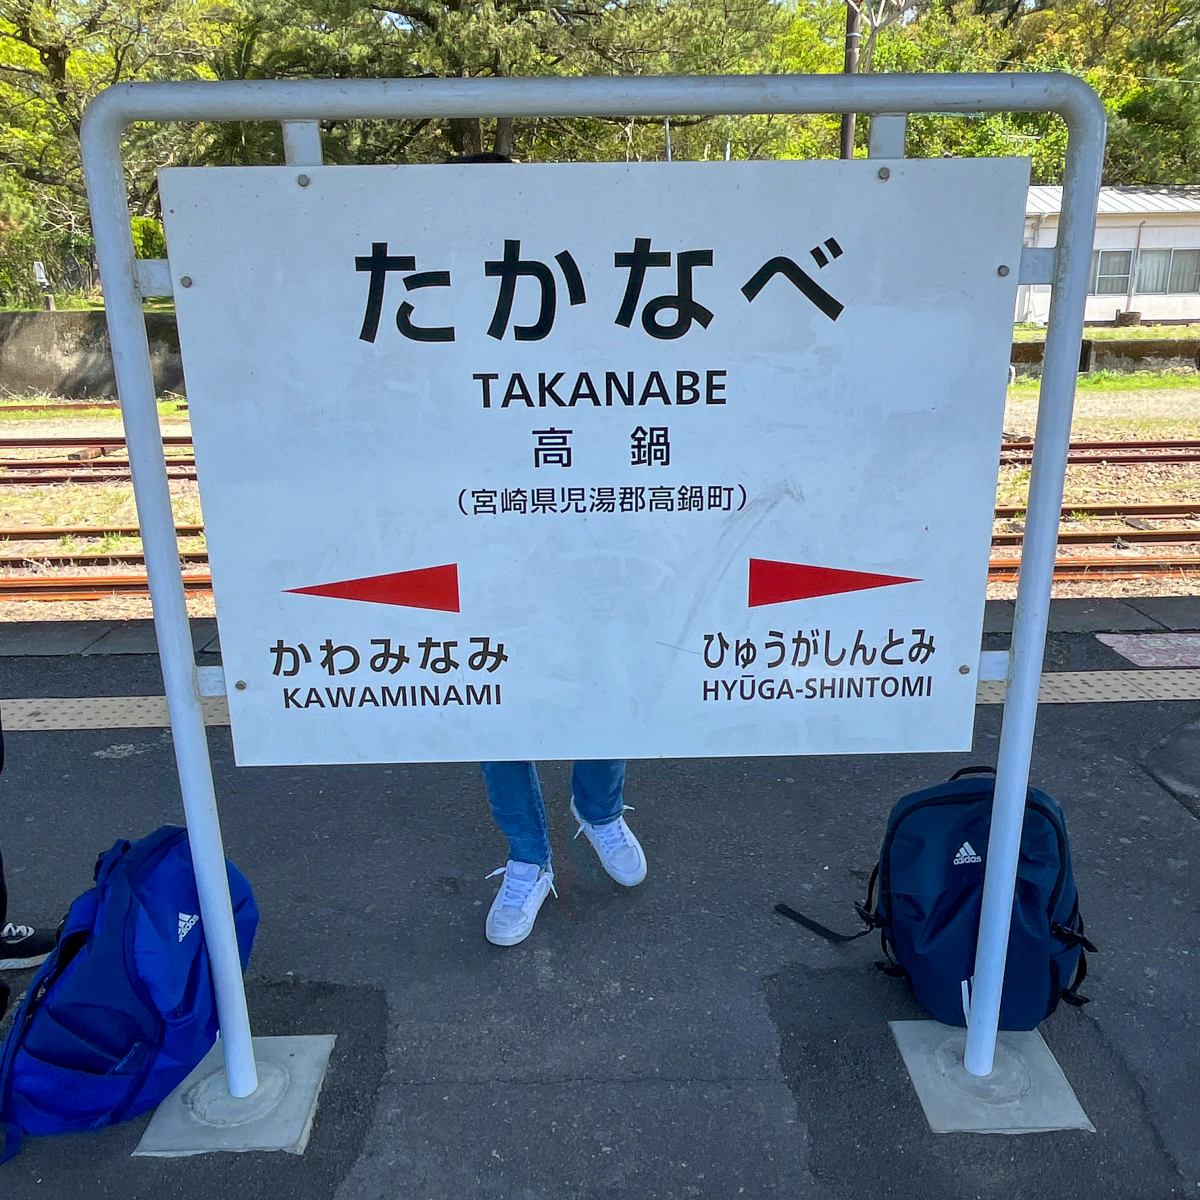 たかなべ
TAKANABE
高 鍋
（宮崎県児湯郡高鍋町）
かわみなみ
KAWAMINAMI
ひゅうがしんとみ
HYŪGA-SHINTOMI
adidas
adidas